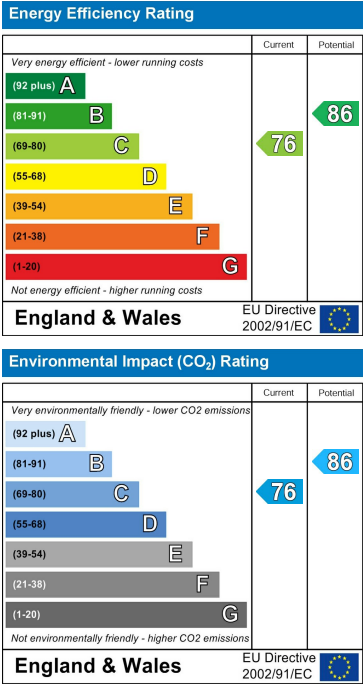 Energy Efficiency Rating
Current Potential
Very energy efficient - lower running costs
(92 plus) A
(81-91) B
(69-80) C
(55-68) D
(39-54) E
(21-38) F
(1-20) G
76
86
Not energy efficient - higher running costs
England & Wales
EU Directive
2002/91/EC
Environmental Impact (CO₂) Rating
Current Potential
Very environmentally friendly - lower CO2 emissions
(92 plus) A
(81-91) B
(69-80) C
(55-68) D
(39-54) E
(21-38) F
(1-20) G
76
86
Not environmentally friendly - higher CO2 emissions
England & Wales
EU Directive
2002/91/EC